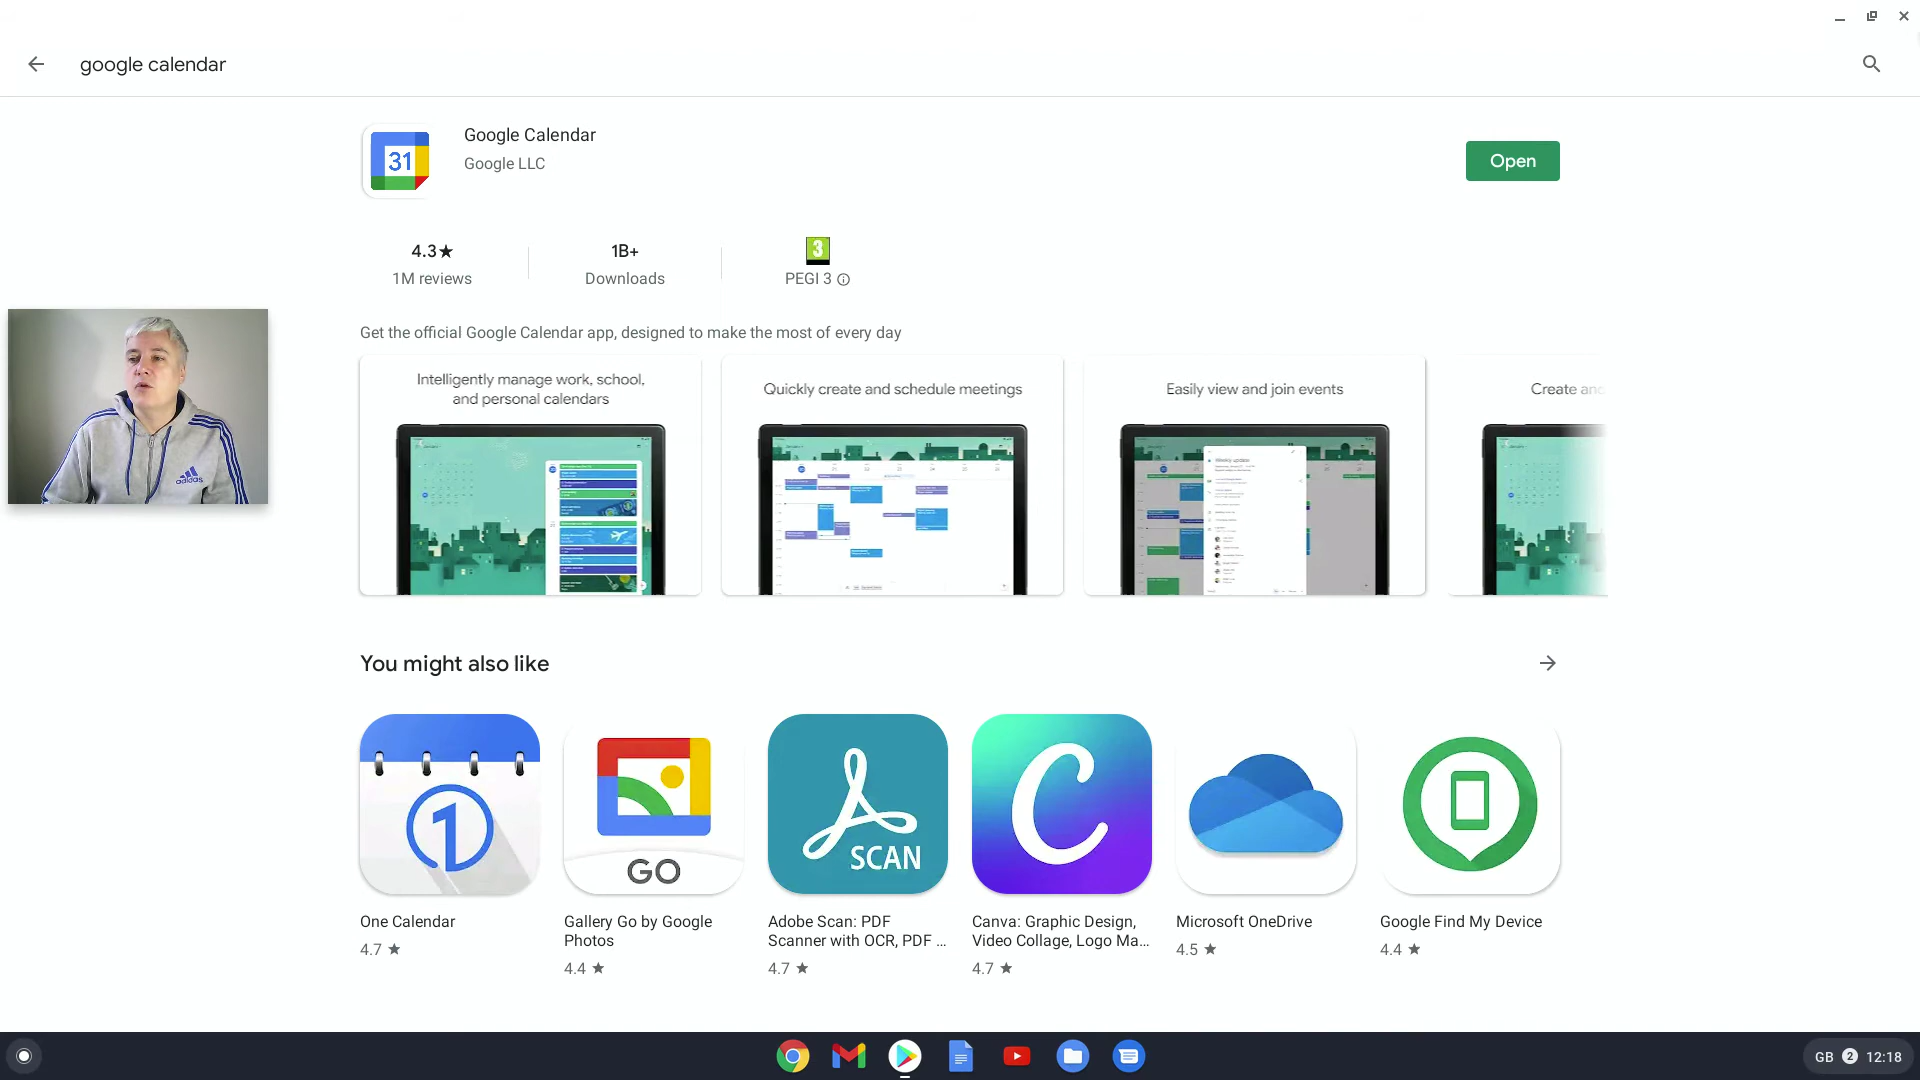 google calendar
31
Google Calendar
Google LLC
Open
4.3★
1M reviews
1B+
Downloads
3
PEGI 3
Get the official Google Calendar app, designed to make the most of every day
Intelligently manage work, school,
and personal calendars
Quickly create and schedule meetings
Easily view and join events
Create and
adidas
Weekly update
You might also like
1
GO
SCAN
C
One Calendar
4.7 ★
Gallery Go by Google
Photos
4.4 ★
Adobe Scan: PDF
Scanner with OCR, PDF ...
4.7 ★
Canva: Graphic Design,
Video Collage, Logo Ma...
4.7 ★
Microsoft OneDrive
4.5 ★
Google Find My Device
4.4 ★
GB 2 12:18